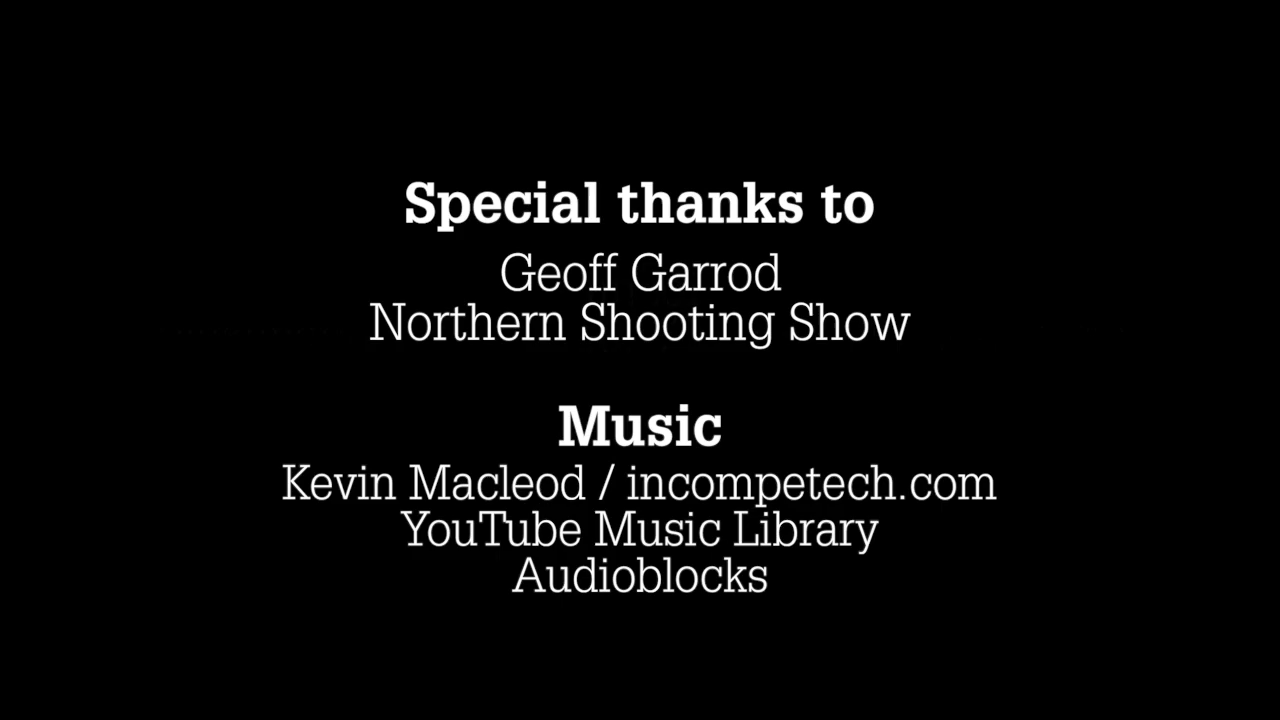 Special thanks to
Geoff Garrod
Northern Shooting Show
Music
Kevin Macleod / incompetech.com
YouTube Music Library
Audioblocks